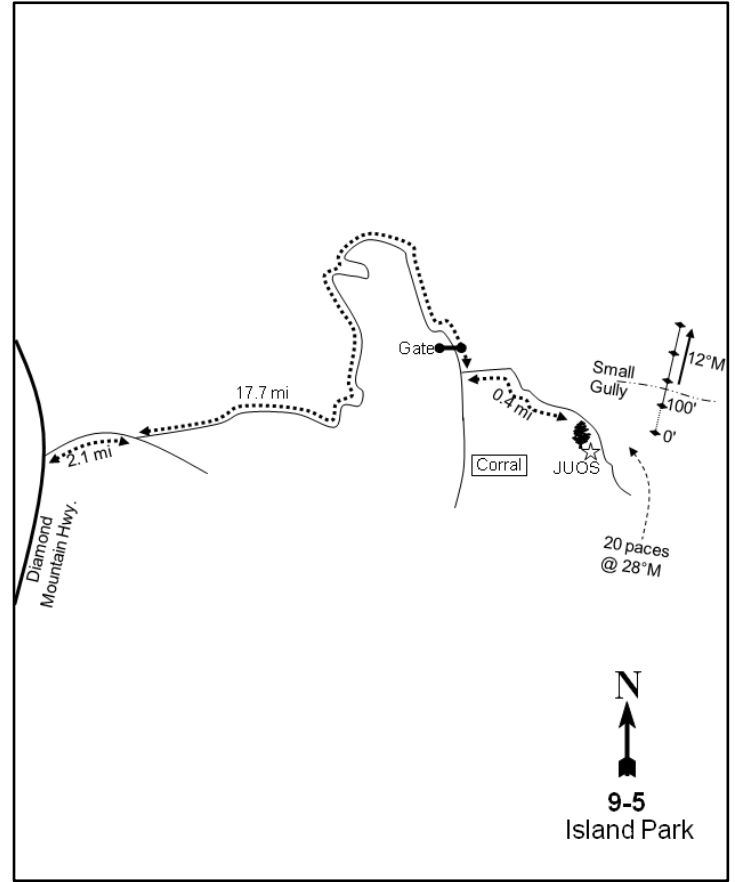 Gate
Small
Gully
12°M
100'
0'
17.7 mi
0.4 mi
2.1 mi
Corral
JUOS
Diamond
Mountain Hwy.
20 paces
@ 28°M
N
9-5
Island Park